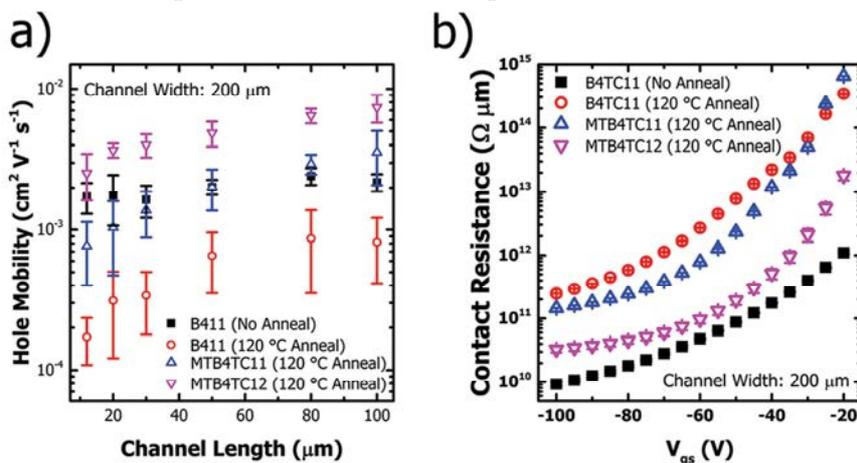 a)
Channel Width: 200 μm
Hole Mobility (cm² V⁻¹ s⁻¹)
10⁻²
10⁻³
10⁻⁴
B411 (No Anneal)
B411 (120 °C Anneal)
MTB4TC11 (120 °C Anneal)
MTB4TC12 (120 °C Anneal)
20 40 60 80 100
Channel Length (μm)
b)
B4TC11 (No Anneal)
B4TC11 (120 °C Anneal)
MTB4TC11 (120 °C Anneal)
MTB4TC12 (120 °C Anneal)
Contact Resistance (Ω μm)
10¹⁵
10¹⁴
10¹³
10¹²
10¹¹
10¹⁰
Channel Width: 200 μm
-100 -80 -60 -40 -20
V_gs (V)